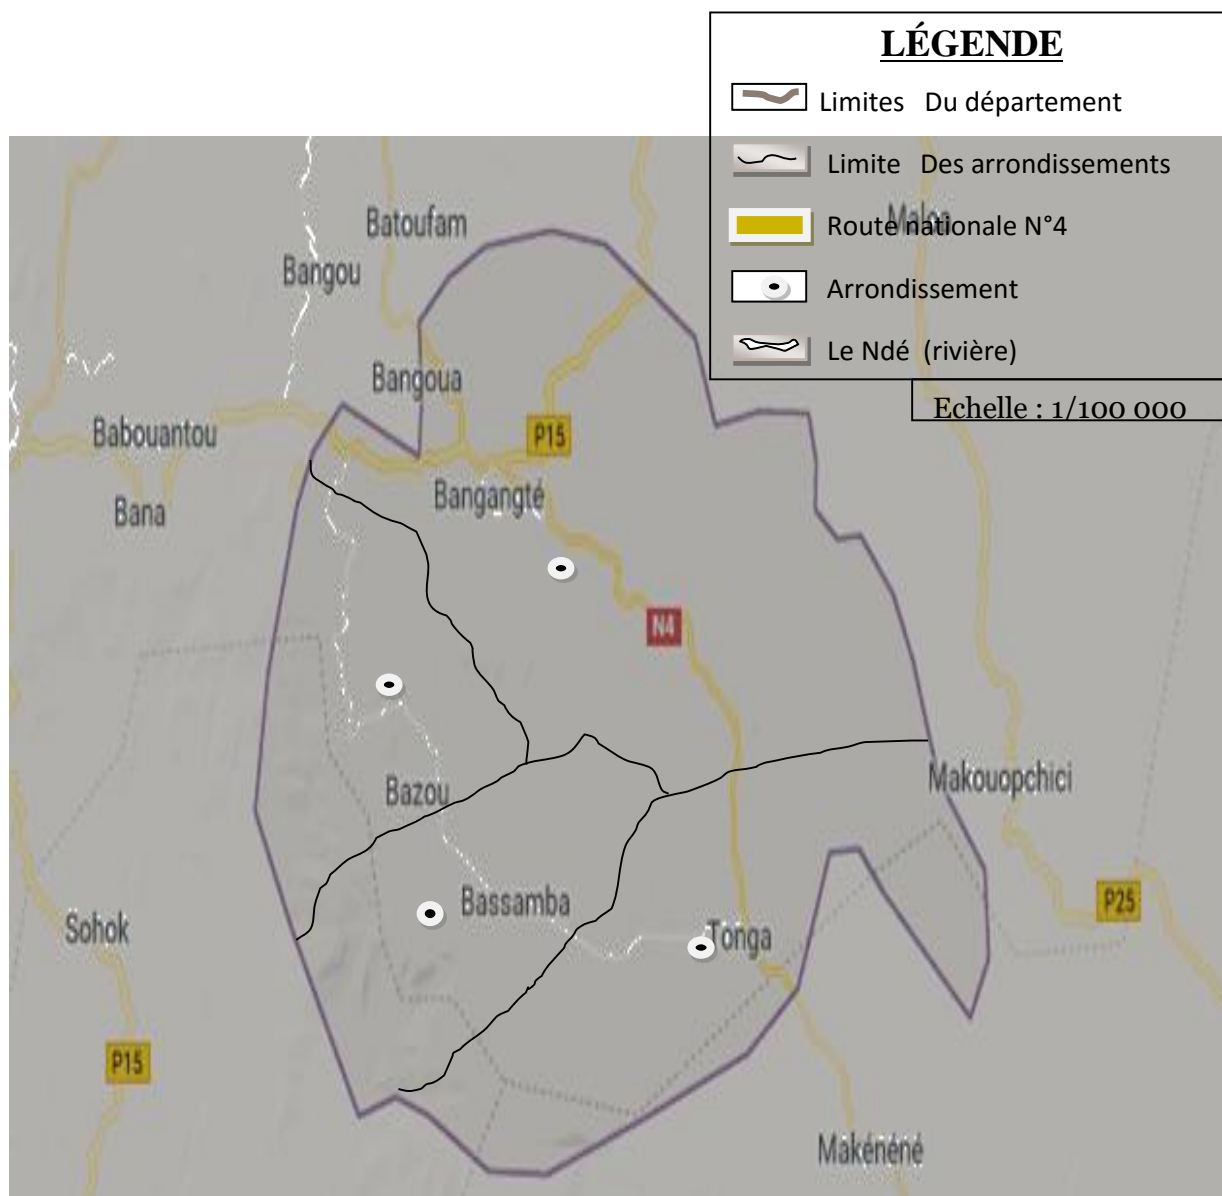 LÉGENDE
Limites Du département
Limite Des arrondissements
Route nationale N°4
Arrondissement
Le Ndé (rivière)
Echelle : 1/100 000
Batoufam
Bangou
Bangoua
Babouantou
P15
Bangangté
Bana
N4
Makouopchici
Bazou
Bassamba
P25
Sohok
Tonga
P15
Makénéné